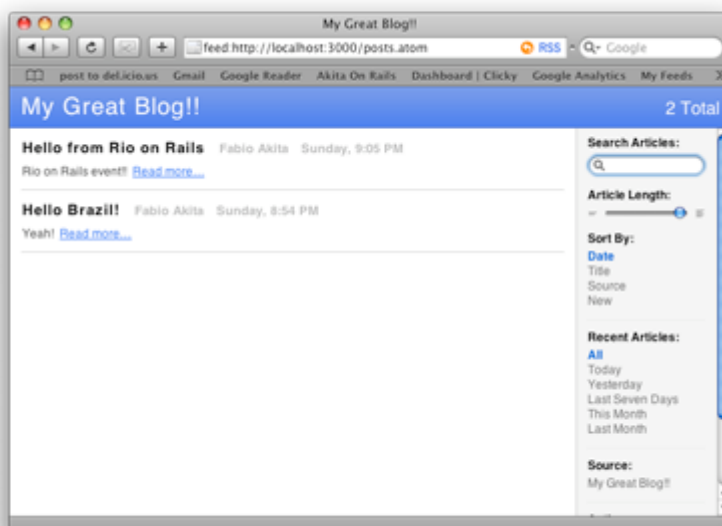 My Great Blog!!
feed:http://localhost:3000/posts.atom
RSS
Google
post to del.icio.us Gmail Google Reader Akita On Rails Dashboard | Clicky Google Analytics My Feeds
My Great Blog!!
2 Total
Hello from Rio on Rails Fabio Akita Sunday, 9:05 PM
Rio on Rails event!! Read more...
Hello Brazil! Fabio Akita Sunday, 8:54 PM
Yeah! Read more...
Search Articles:
Article Length:
Sort By:
Date
Title
Source
New
Recent Articles:
All
Today
Yesterday
Last Seven Days
This Month
Last Month
Source:
My Great Blog!!